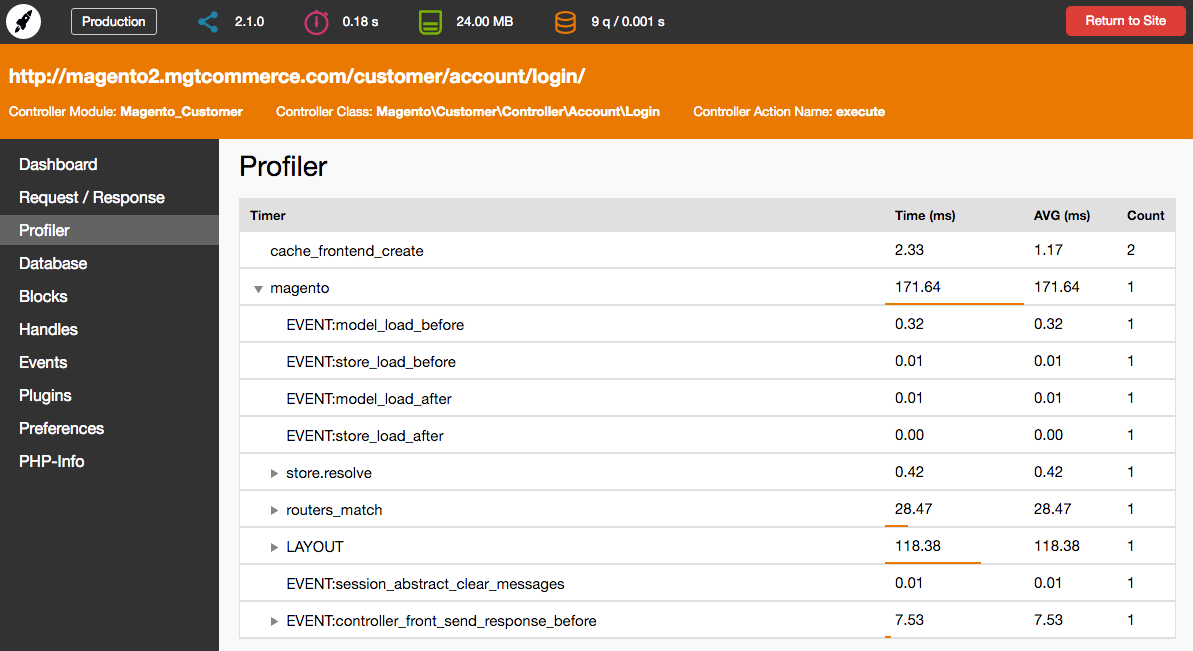 Production 2.1.0 0.18 s 24.00 MB 9 q / 0.001 s Return to Site
http://magento2.mgtcommerce.com/customer/account/login/
Controller Module: Magento_Customer Controller Class: Magento\Customer\Controller\Account\Login Controller Action Name: execute
Dashboard
Request / Response
Profiler
Database
Blocks
Handles
Events
Plugins
Preferences
PHP-Info
Profiler
Timer Time (ms) AVG (ms) Count
cache_frontend_create 2.33 1.17 2
magento 171.64 171.64 1
EVENT:model_load_before 0.32 0.32 1
EVENT:store_load_before 0.01 0.01 1
EVENT:model_load_after 0.01 0.01 1
EVENT:store_load_after 0.00 0.00 1
store.resolve 0.42 0.42 1
routers_match 28.47 28.47 1
LAYOUT 118.38 118.38 1
EVENT:session_abstract_clear_messages 0.01 0.01 1
EVENT:controller_front_send_response_before 7.53 7.53 1